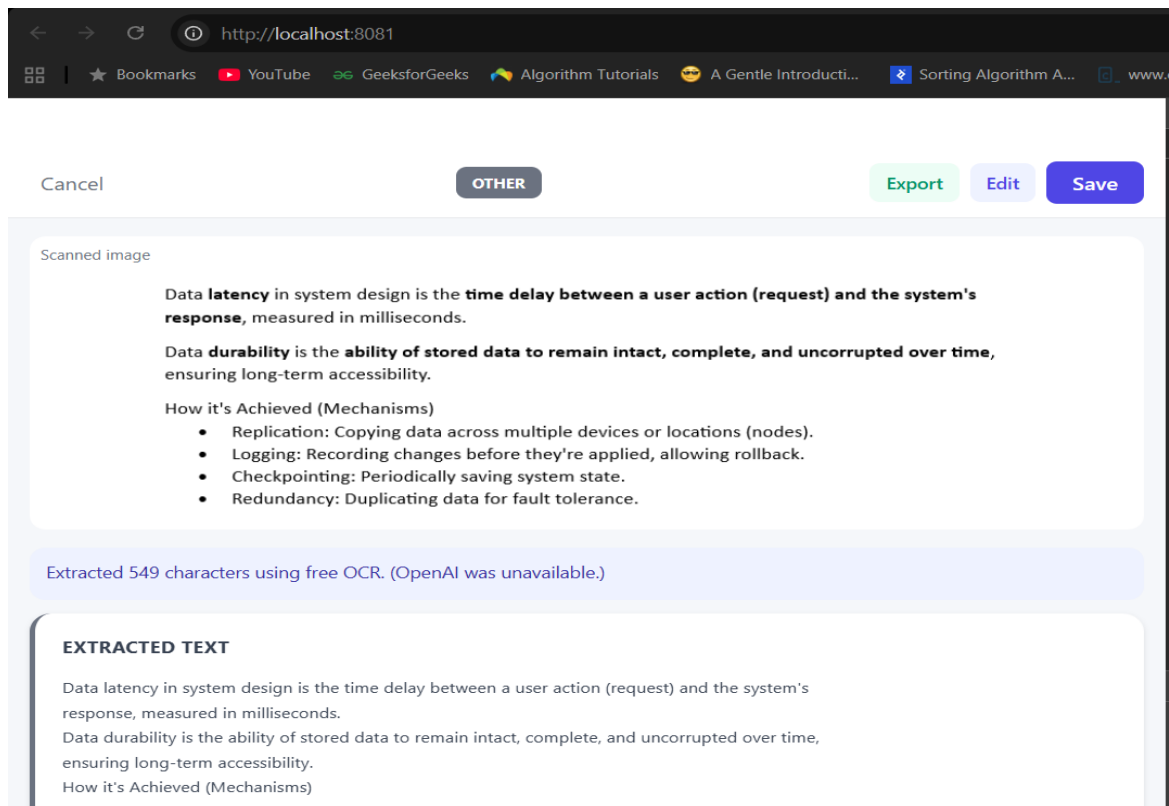 http://localhost:8081
Bookmarks YouTube GeeksforGeeks Algorithm Tutorials A Gentle Introducti... Sorting Algorithm A... www.
Cancel OTHER Export Edit Save
Scanned image
Data latency in system design is the time delay between a user action (request) and the system's
response, measured in milliseconds.
Data durability is the ability of stored data to remain intact, complete, and uncorrupted over time,
ensuring long-term accessibility.
How it's Achieved (Mechanisms)
• Replication: Copying data across multiple devices or locations (nodes).
• Logging: Recording changes before they're applied, allowing rollback.
• Checkpointing: Periodically saving system state.
• Redundancy: Duplicating data for fault tolerance.
Extracted 549 characters using free OCR. (OpenAI was unavailable.)
EXTRACTED TEXT
Data latency in system design is the time delay between a user action (request) and the system's
response, measured in milliseconds.
Data durability is the ability of stored data to remain intact, complete, and uncorrupted over time,
ensuring long-term accessibility.
How it's Achieved (Mechanisms)